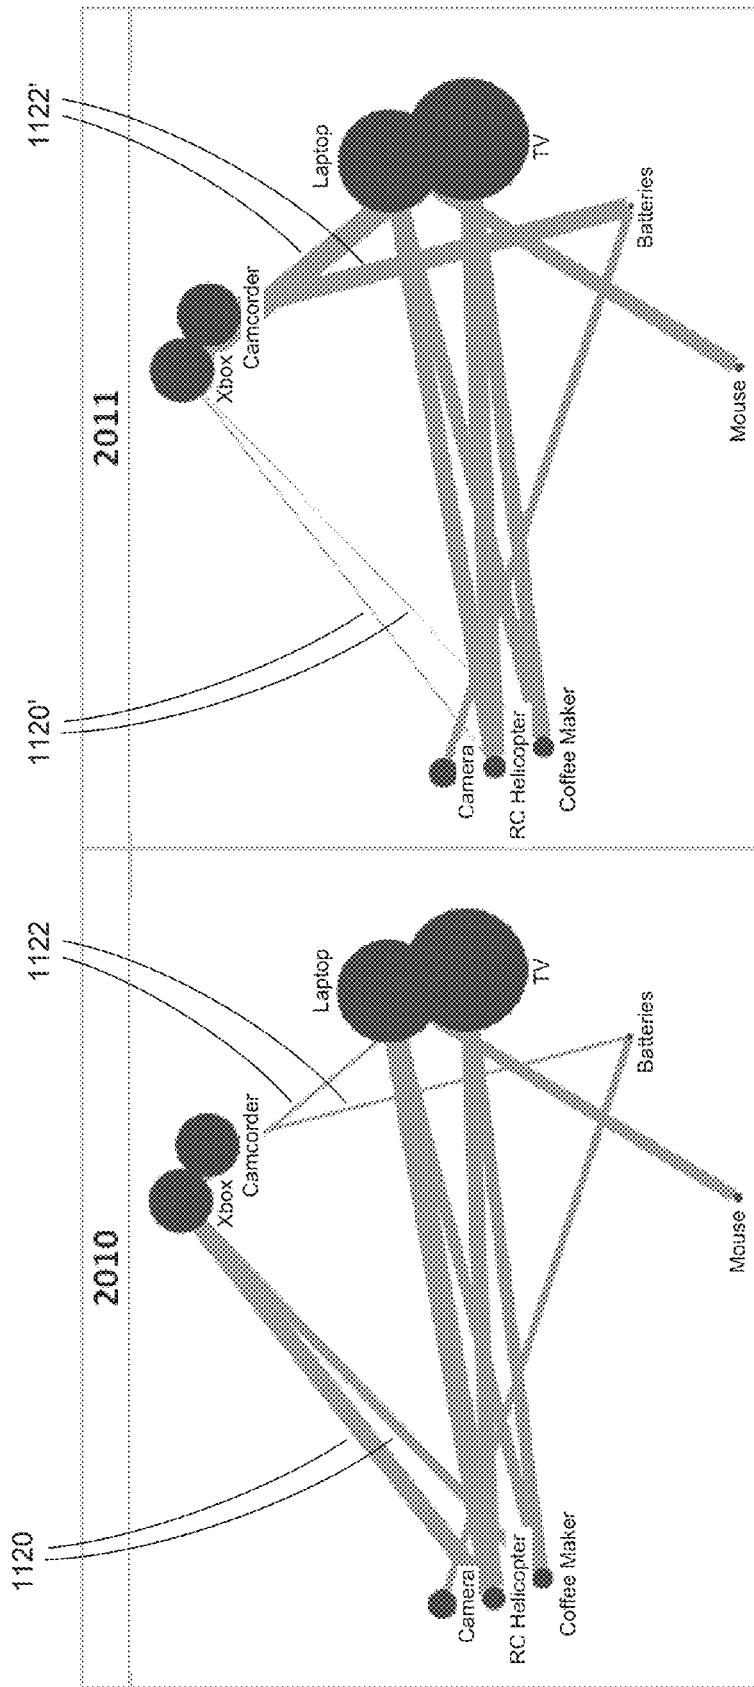 1120
1122
1120'
1122'
2010
2011
Xbox
Camcorder
Laptop
TV
Camera
RC Helicopter
Coffee Maker
Batteries
Mouse
Xbox
Camcorder
Laptop
TV
Camera
RC Helicopter
Coffee Maker
Batteries
Mouse